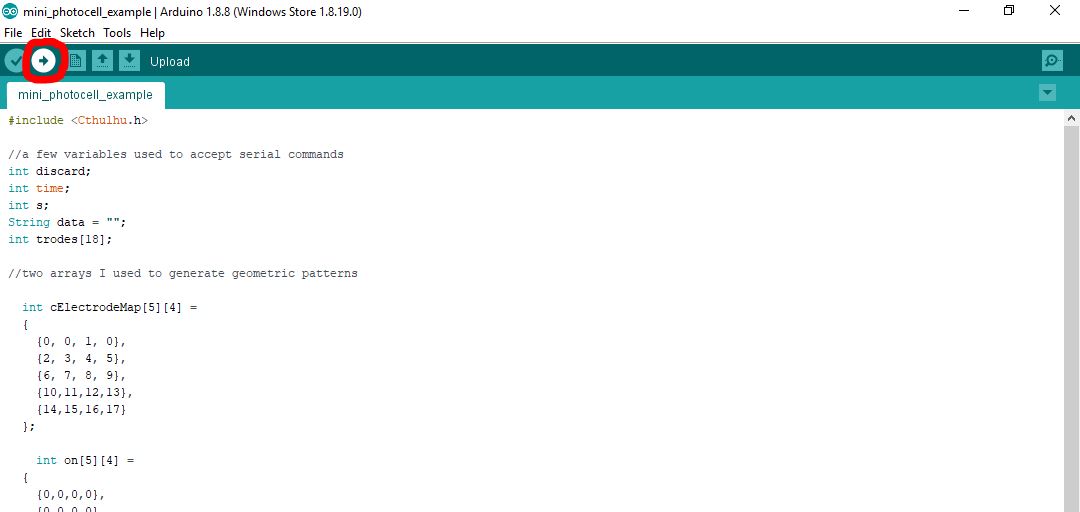 mini_photocell_example | Arduino 1.8.8 (Windows Store 1.8.19.0)
File Edit Sketch Tools Help
Upload
mini_photocell_example
#include <Cthulhu.h>
//a few variables used to accept serial commands
int discard;
int time;
int s;
String data = "";
int trodes[18];
//two arrays I used to generate geometric patterns
int cElectrodeMap[5][4] =
{
{0, 0, 1, 0},
{2, 3, 4, 5},
{6, 7, 8, 9},
{10,11,12,13},
{14,15,16,17}
};
int on[5][4] =
{
{0,0,0,0},
{0,0,0,0}